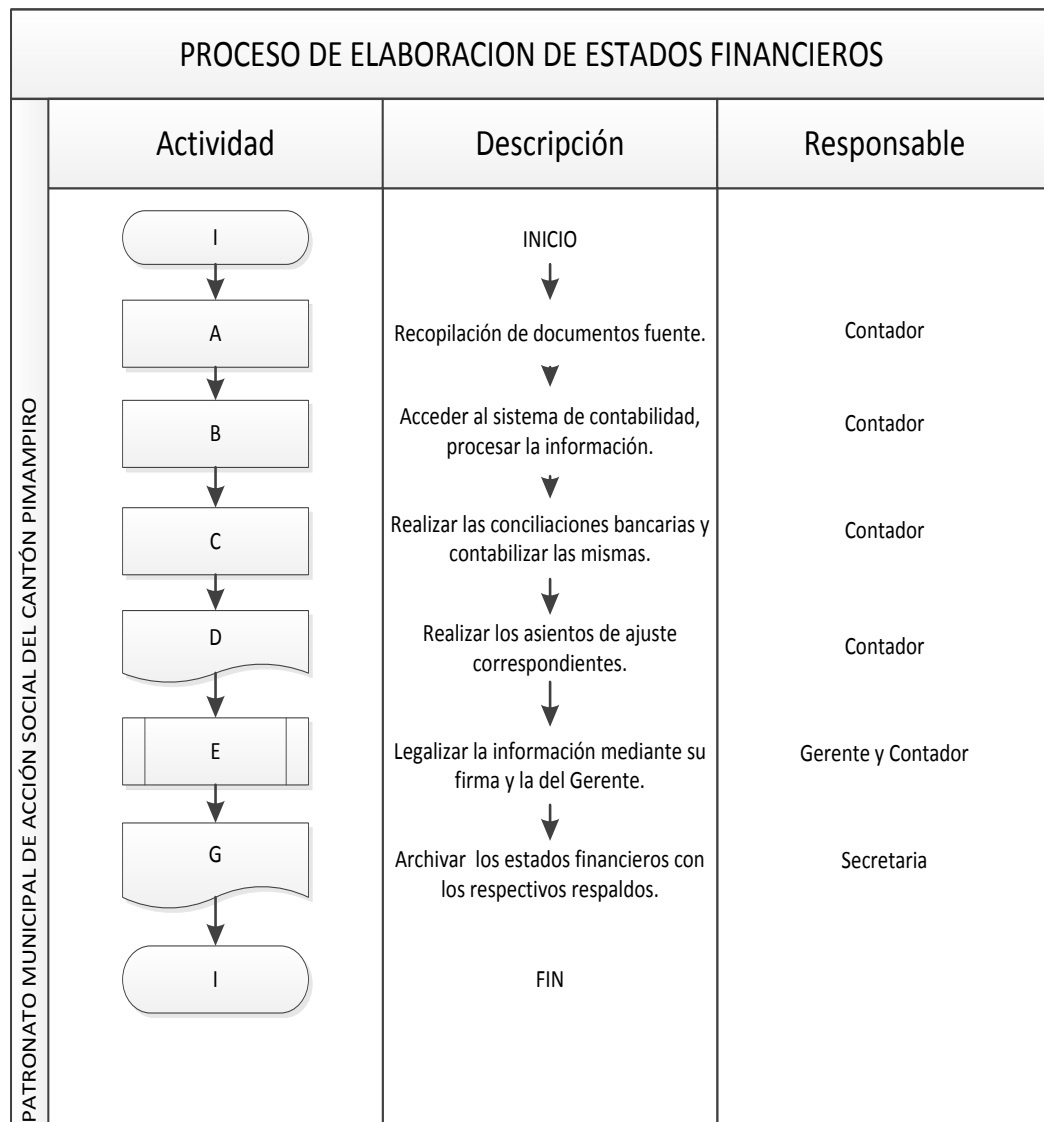 PROCESO DE ELABORACION DE ESTADOS FINANCIEROS
PATRONATO MUNICIPAL DE ACCIÓN SOCIAL DEL CANTÓN PIMAMPIRO
Actividad
Descripción
Responsable
I
INICIO
A
Recopilación de documentos fuente.
Contador
B
Acceder al sistema de contabilidad,
procesar la información.
Contador
C
Realizar las conciliaciones bancarias y
contabilizar las mismas.
Contador
D
Realizar los asientos de ajuste
correspondientes.
Contador
E
Legalizar la información mediante su
firma y la del Gerente.
Gerente y Contador
G
Archivar los estados financieros con
los respectivos respaldos.
Secretaria
I
FIN